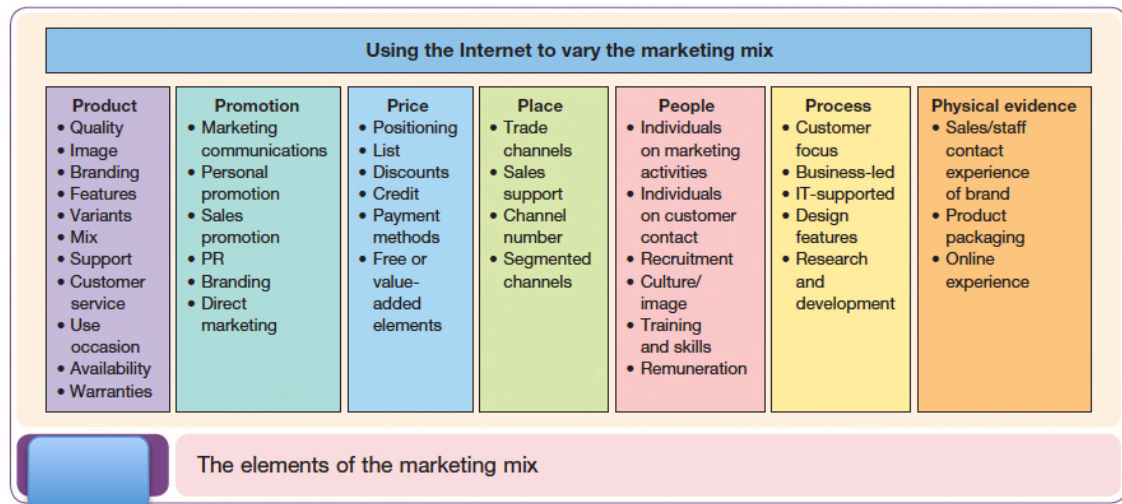 Using the Internet to vary the marketing mix
Product
• Quality
• Image
• Branding
• Features
• Variants
• Mix
• Support
• Customer
service
• Use
occasion
• Availability
• Warranties
Promotion
• Marketing
communications
• Personal
promotion
• Sales
promotion
• PR
• Branding
• Direct
marketing
Price
• Positioning
• List
• Discounts
• Credit
• Payment
methods
• Free or
value-
added
elements
Place
• Trade
channels
• Sales
support
• Channel
number
• Segmented
channels
People
• Individuals
on marketing
activities
• Individuals
on customer
contact
• Recruitment
• Culture/
image
• Training
and skills
• Remuneration
Process
• Customer
focus
• Business-led
• IT-supported
• Design
features
• Research
and
development
Physical evidence
• Sales/staff
contact
experience
of brand
• Product
packaging
• Online
experience
The elements of the marketing mix